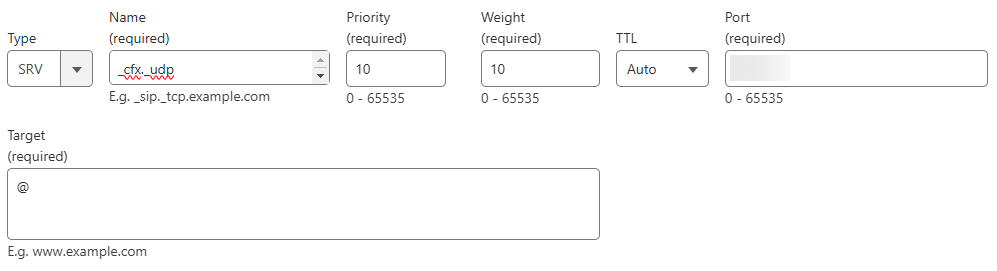 Type
Name
(required)
Priority
(required)
Weight
(required)
TTL
Port
(required)
SRV
_cfx._udp
10
10
Auto
E.g. _sip._tcp.example.com
0 - 65535
0 - 65535
0 - 65535
Target
(required)
@
E.g. www.example.com